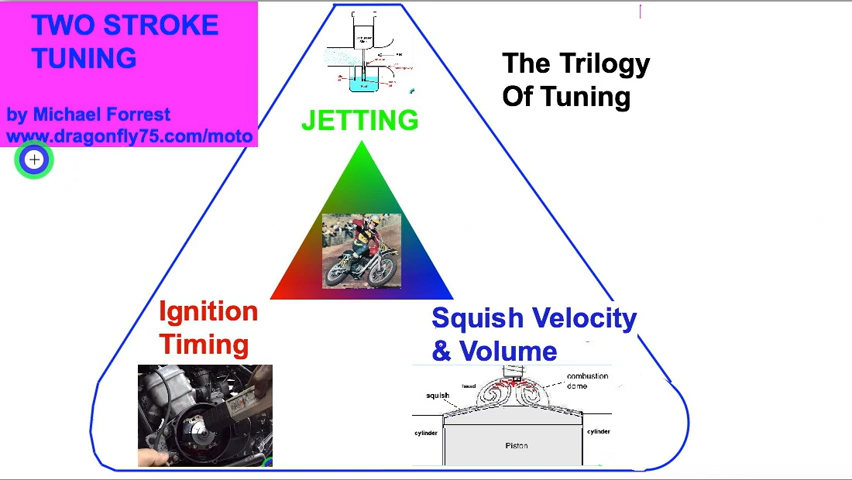 TWO STROKE
TUNING
by Michael Forrest
www.dragonfly75.com/moto
The Trilogy
Of Tuning
JETTING
Ignition
Timing
Squish Velocity
& Volume
head
combustion
dome
squish
cylinder
cylinder
Piston